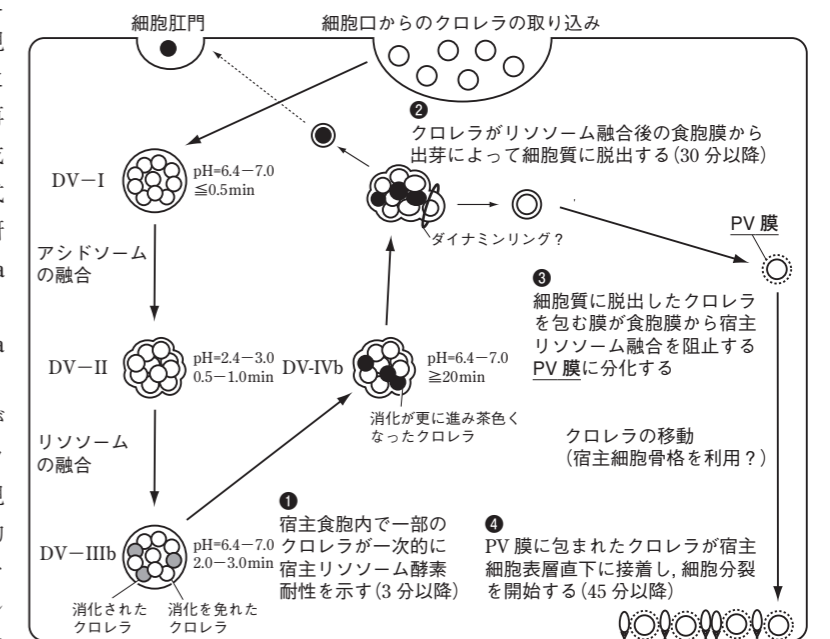 細胞肛門
細胞口からのクロレラの取り込み
❷
クロレラがリソソーム融合後の食胞膜から
出芽によって細胞質に脱出する(30 分以降)
DV−I
pH=6.4−7.0
≦0.5min
ダイナミンリング？
PV 膜
アシドソーム
の融合
❸
細胞質に脱出したクロレラ
を包む膜が食胞膜から宿主
リソソーム融合を阻止する
PV 膜に分化する
DV−II
pH=2.4−3.0
0.5−1.0min
DV-IVb
pH=6.4−7.0
≧20min
消化が更に進み茶色く
なったクロレラ
リソソーム
の融合
クロレラの移動
(宿主細胞骨格を利用？)
❶
宿主食胞内で一部の
クロレラが一次的に
宿主リソソーム酵素
耐性を示す(3 分以降)
❹
PV 膜に包まれたクロレラが宿主
細胞表層直下に接着し, 細胞分裂
を開始する(45 分以降)
DV−IIIb
pH=6.4−7.0
2.0−3.0min
消化された
クロレラ
消化を免れた
クロレラ